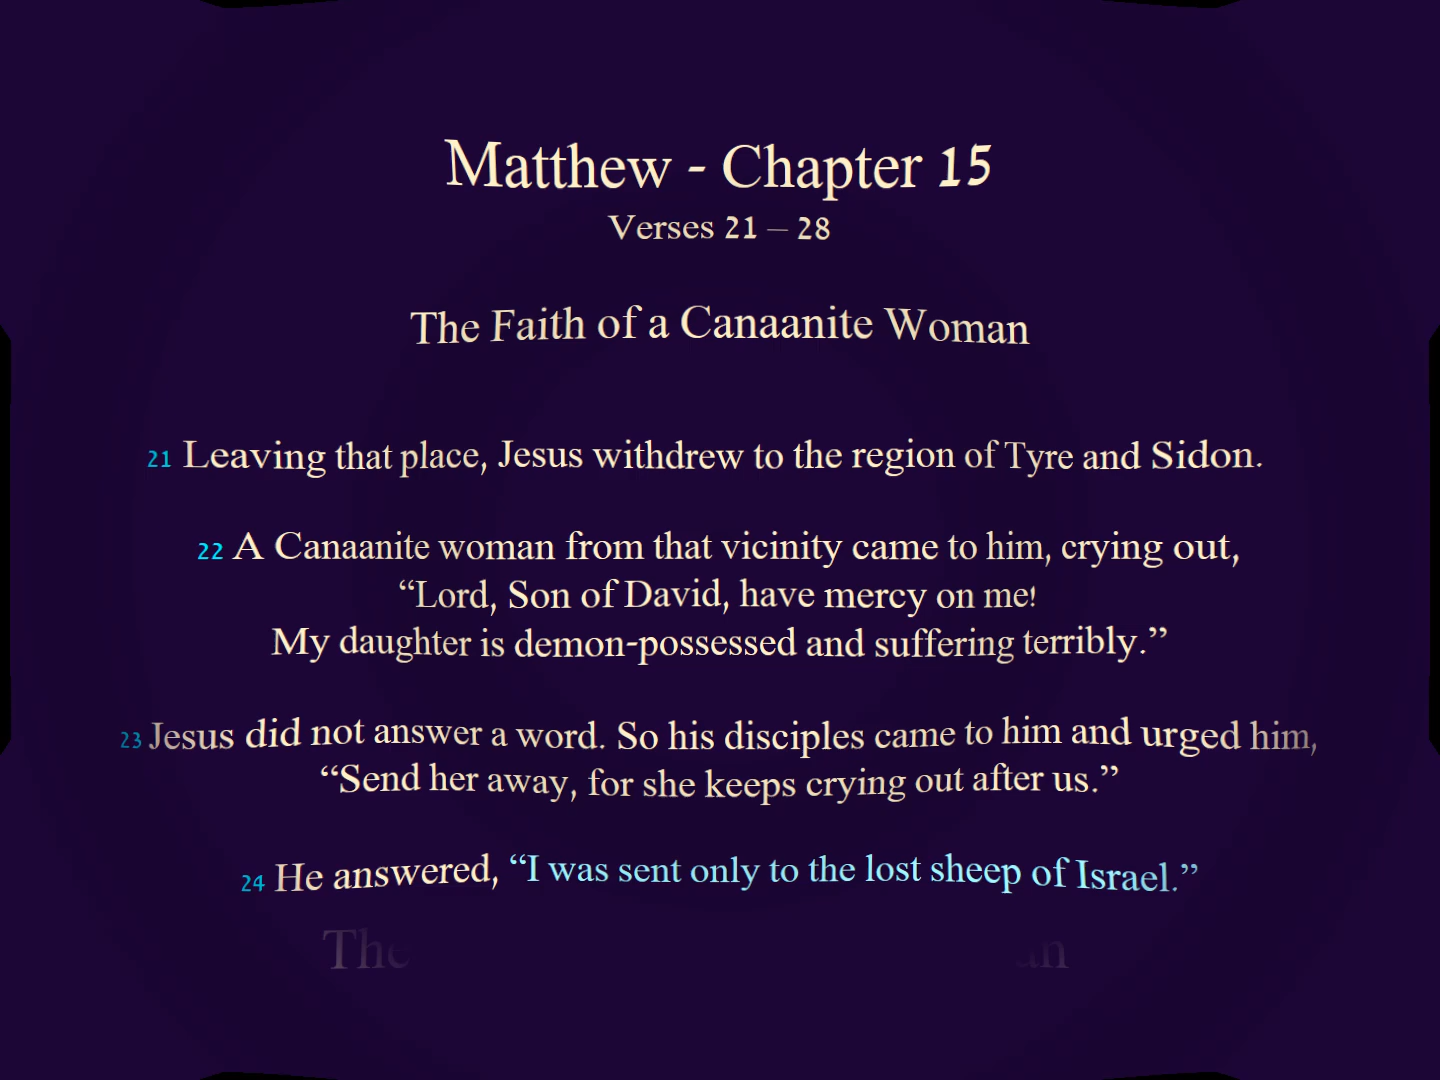 Matthew - Chapter 15
Verses 21 – 28
The Faith of a Canaanite Woman
21 Leaving that place, Jesus withdrew to the region of Tyre and Sidon.
22 A Canaanite woman from that vicinity came to him, crying out,
“Lord, Son of David, have mercy on me!
My daughter is demon-possessed and suffering terribly.”
23 Jesus did not answer a word. So his disciples came to him and urged him,
“Send her away, for she keeps crying out after us.”
24 He answered, “I was sent only to the lost sheep of Israel.”
The